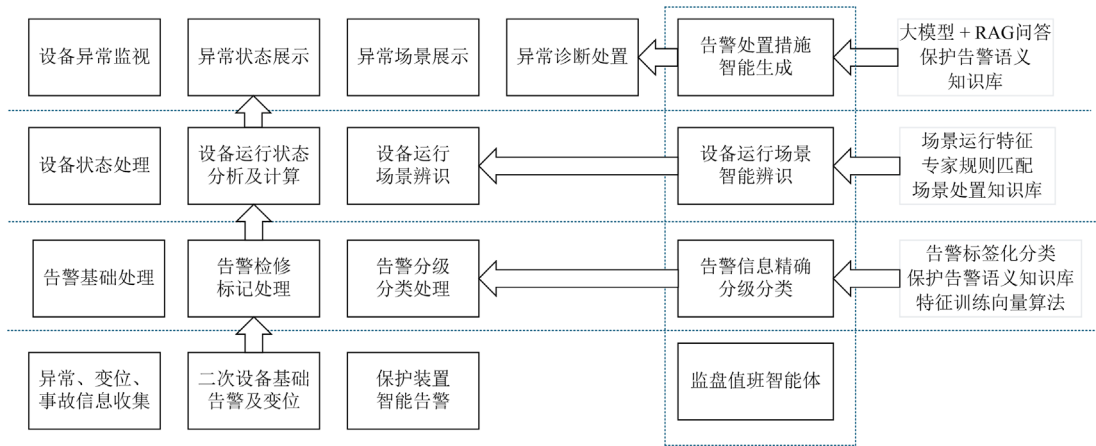 设备异常监视
异常状态展示
异常场景展示
异常诊断处置
告警处置措施
智能生成
大模型 + RAG问答
保护告警语义
知识库
设备状态处理
设备运行状态
分析及计算
设备运行
场景辨识
设备运行场景
智能辨识
场景运行特征
专家规则匹配
场景处置知识库
告警基础处理
告警检修
标记处理
告警分级
分类处理
告警信息精确
分级分类
告警标签化分类
保护告警语义知识库
特征训练向量算法
异常、变位、
事故信息收集
二次设备基础
告警及变位
保护装置
智能告警
监盘值班智能体